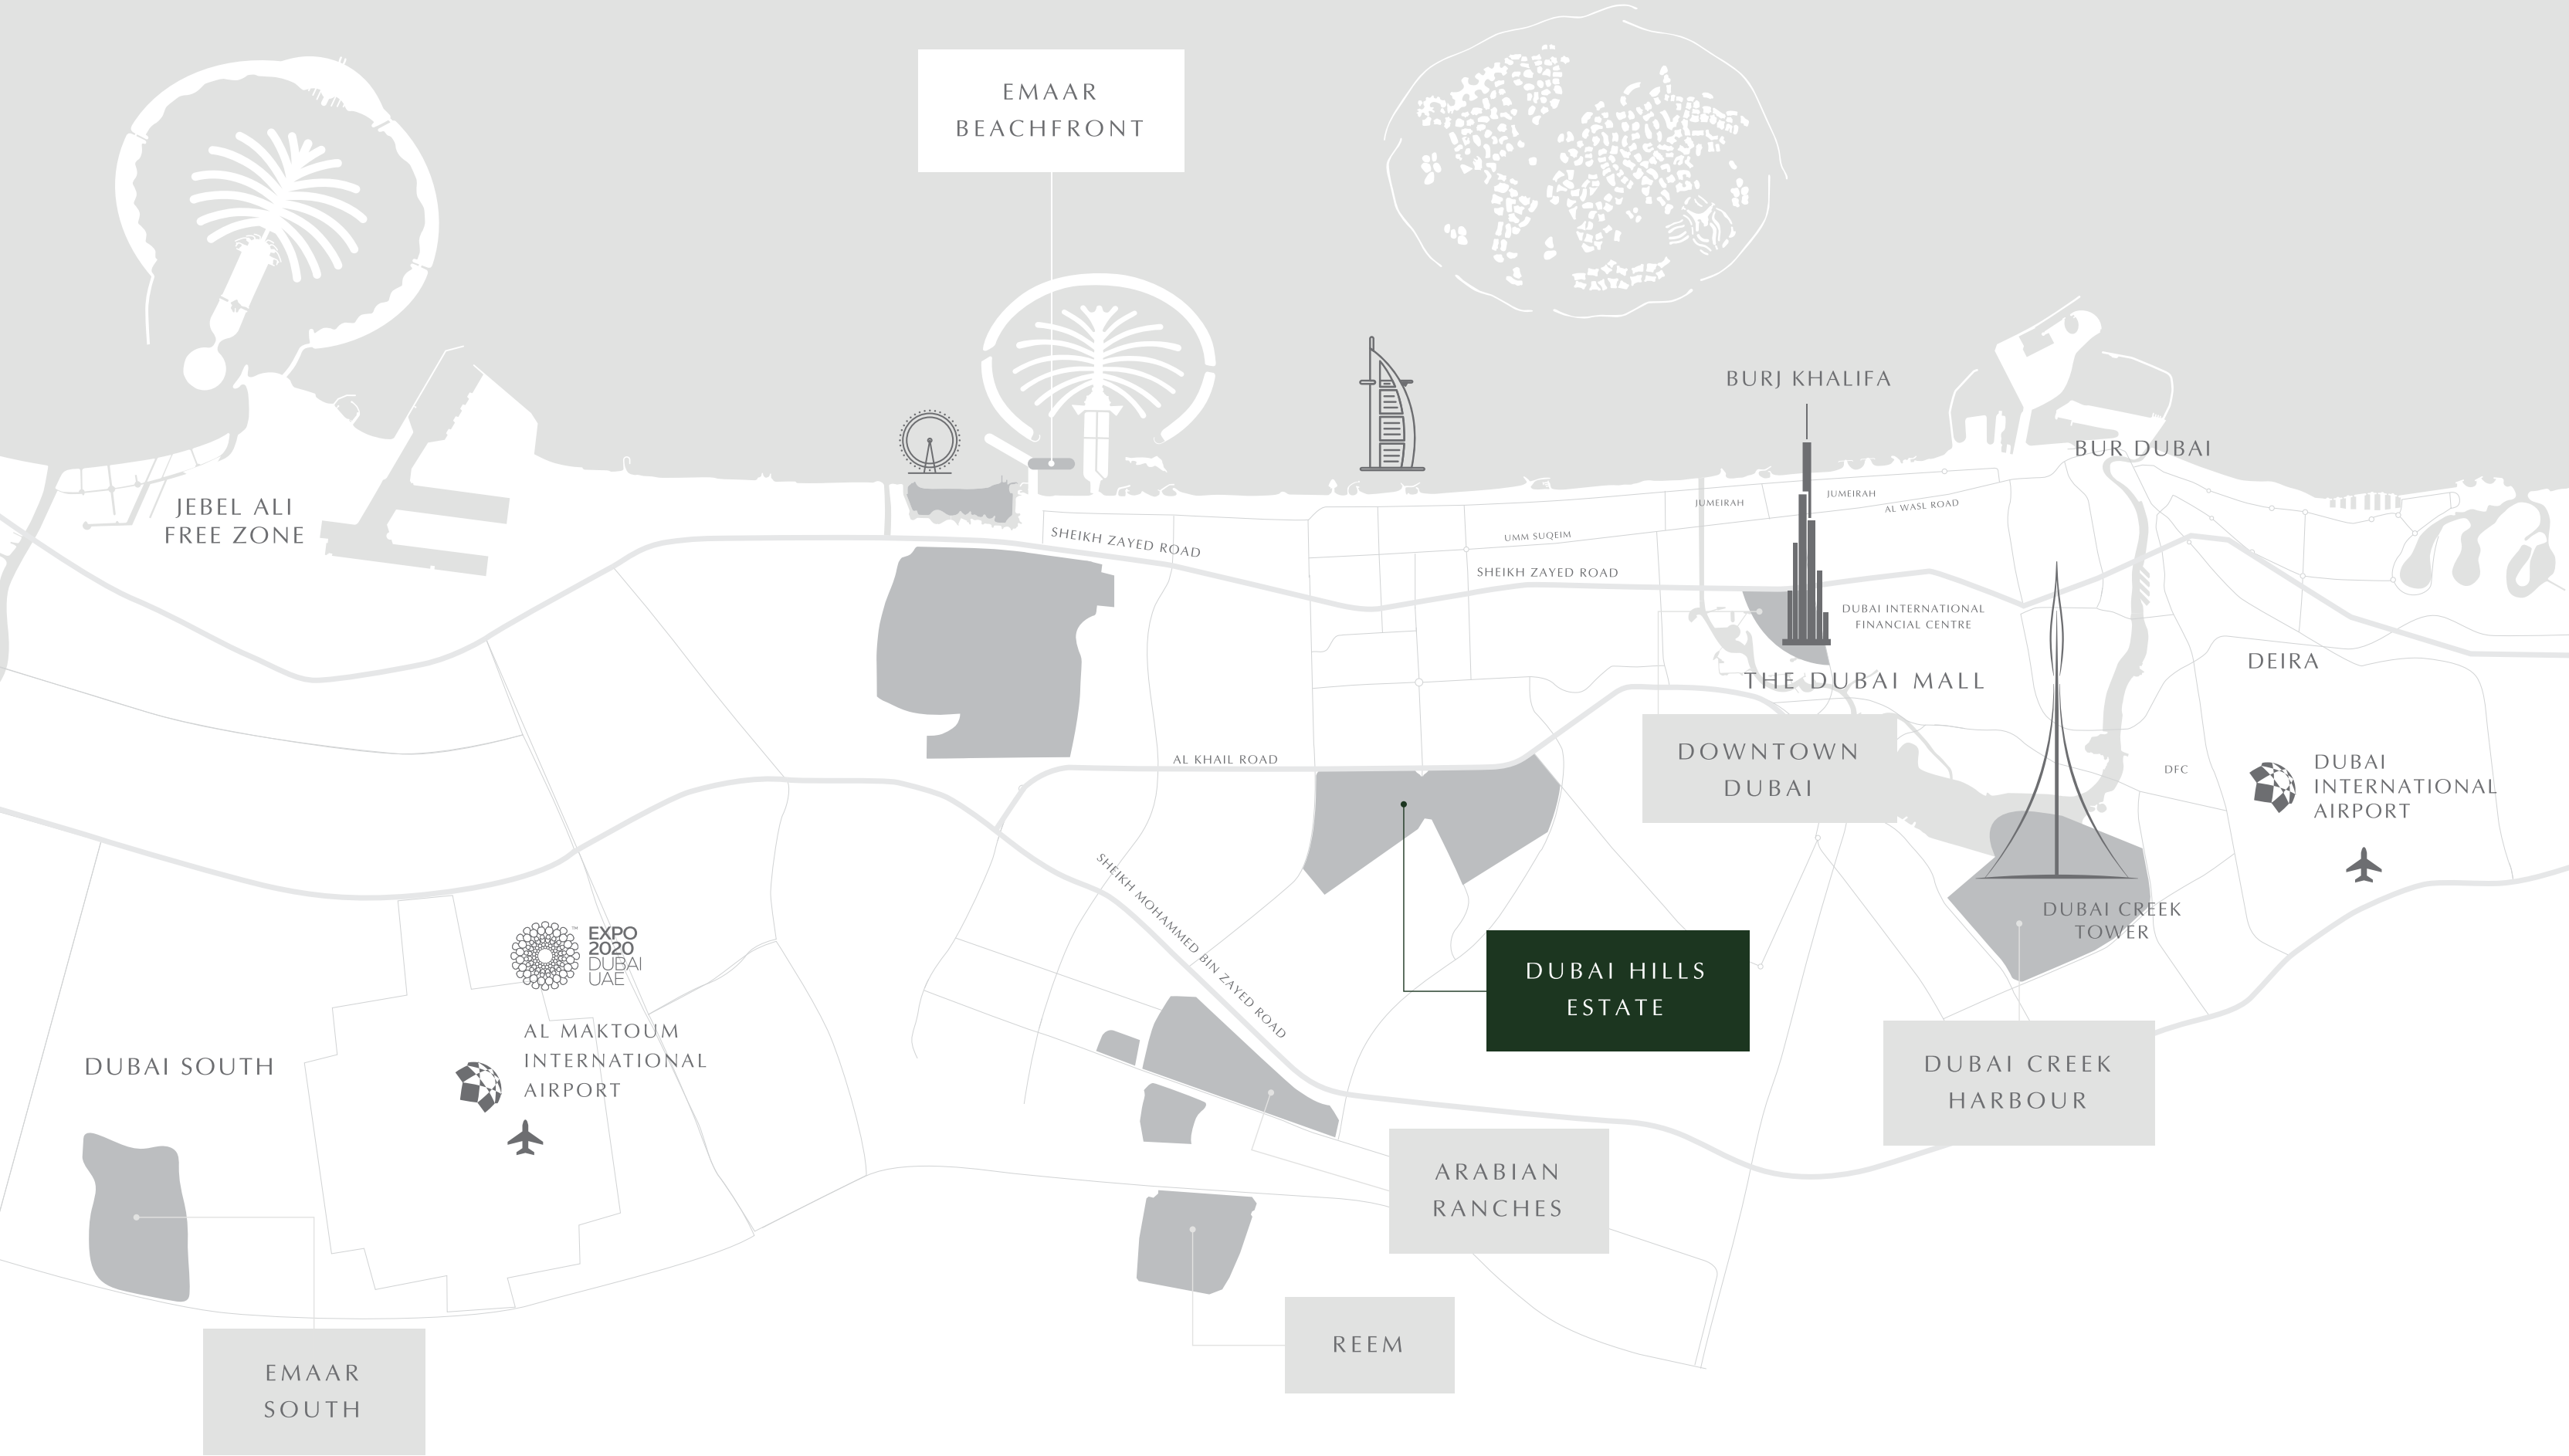 EMAAR
BEACHFRONT
BURJ KHALIFA
BUR DUBAI
JEBEL ALI
FREE ZONE
JUMEIRAH
JUMEIRAH
AL WASL ROAD
SHEIKH ZAYED ROAD
UMM SUQEIM
SHEIKH ZAYED ROAD
DUBAI INTERNATIONAL
FINANCIAL CENTRE
DEIRA
THE DUBAI MALL
DOWNTOWN
DUBAI
AL KHAIL ROAD
DFC
DUBAI
INTERNATIONAL
AIRPORT
SHEIKH MOHAMMED BIN ZAYED ROAD
DUBAI CREEK
TOWER
EXPO
2020
DUBAI
UAE
™
DUBAI HILLS
ESTATE
AL MAKTOUM
INTERNATIONAL
AIRPORT
DUBAI SOUTH
DUBAI CREEK
HARBOUR
ARABIAN
RANCHES
REEM
EMAAR
SOUTH